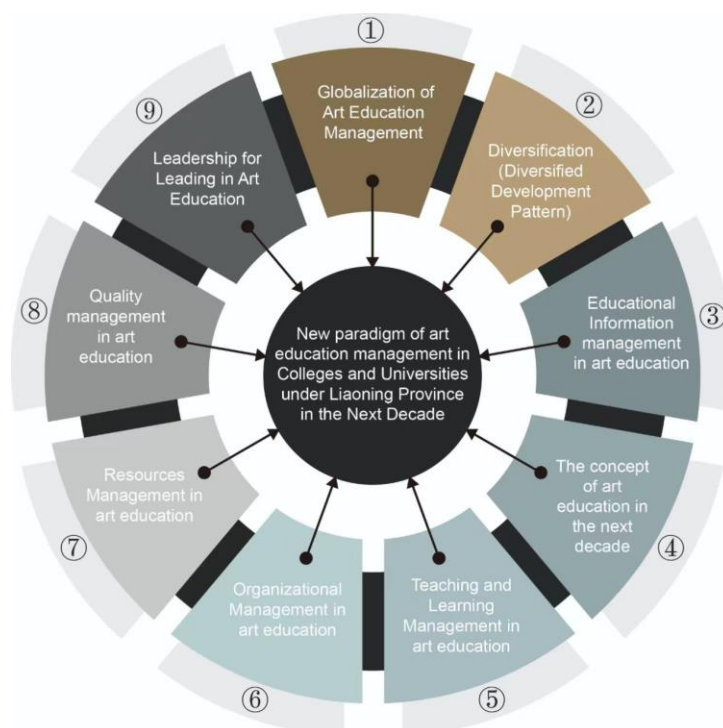 ①
Globalization of
Art Education
Management
②
Diversification
(Diversified
Development
Pattern)
③
Educational
Information
management
in art education
④
The concept
of art
education in
the next
decade
⑤
Teaching and
Learning
Management in
art education
⑥
Organizational
Management in
art education
⑦
Resources
Management in
art education
⑧
Quality
management
in art
education
⑨
Leadership for
Leading in Art
Education
New paradigm of art
education management in
Colleges and Universities
under Liaoning Province
in the Next Decade